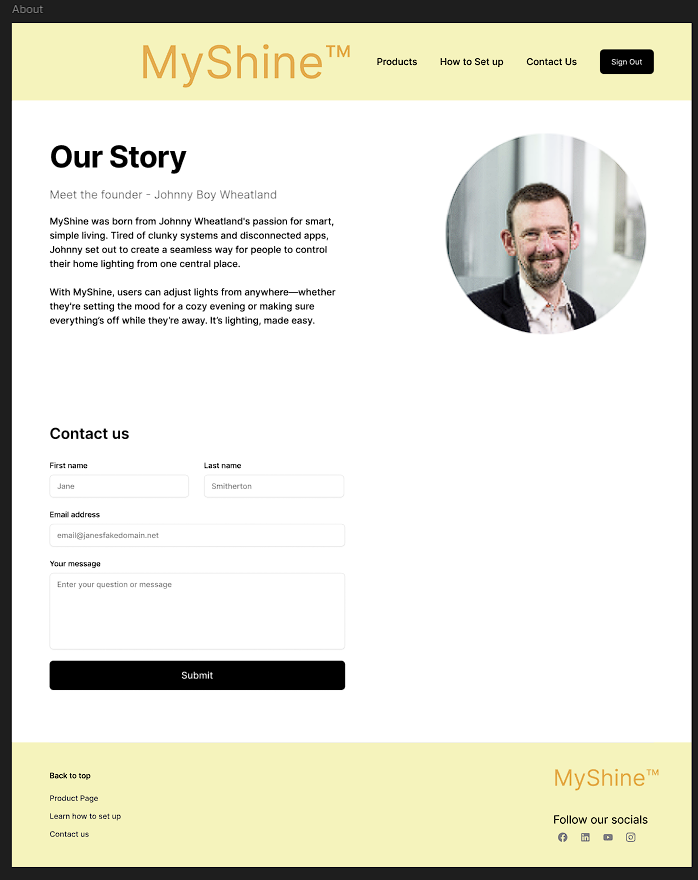 About
MyShine™
Products
How to Set up
Contact Us
Sign Out
Our Story
Meet the founder - Johnny Boy Wheatland
MyShine was born from Johnny Wheatland's passion for smart,
simple living. Tired of clunky systems and disconnected apps,
Johnny set out to create a seamless way for people to control
their home lighting from one central place.
With MyShine, users can adjust lights from anywhere—whether
they're setting the mood for a cozy evening or making sure
everything's off while they're away. It's lighting, made easy.
Contact us
First name
Last name
Jane
Smitherton
Email address
email@janesfakedomain.net
Your message
Enter your question or message
Submit
Back to top
Product Page
Learn how to set up
Contact us
MyShine™
Follow our socials